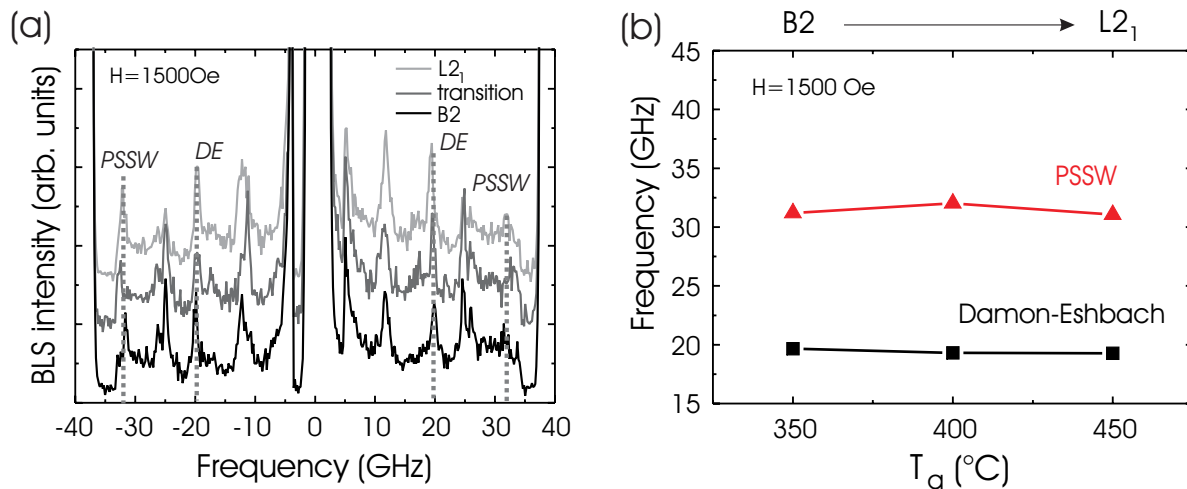 (a)
H=1500Oe
L2₁
transition
B2
PSSW
DE
DE
PSSW
BLS intensity (arb. units)
-40 -30 -20 -10 0 10 20 30 40
Frequency (GHz)
(b)
B2 L2₁
H=1500 Oe
PSSW
Damon-Eshbach
Frequency (GHz)
45
40
35
30
25
20
15
350 400 450
Tₐ (°C)